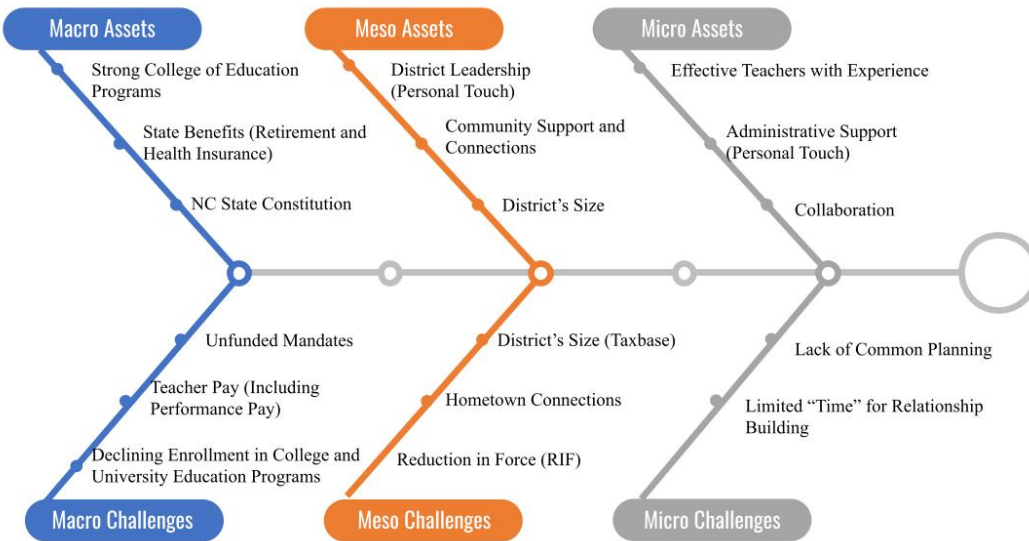 Macro Assets
Strong College of Education
Programs
State Benefits (Retirement and
Health Insurance)
NC State Constitution
Meso Assets
District Leadership
(Personal Touch)
Community Support and
Connections
District’s Size
Micro Assets
Effective Teachers with Experience
Administrative Support
(Personal Touch)
Collaboration
Unfunded Mandates
Teacher Pay (Including
Performance Pay)
Declining Enrollment in College and
University Education Programs
Macro Challenges
District’s Size (Taxbase)
Hometown Connections
Reduction in Force (RIF)
Meso Challenges
Lack of Common Planning
Limited “Time” for Relationship
Building
Micro Challenges